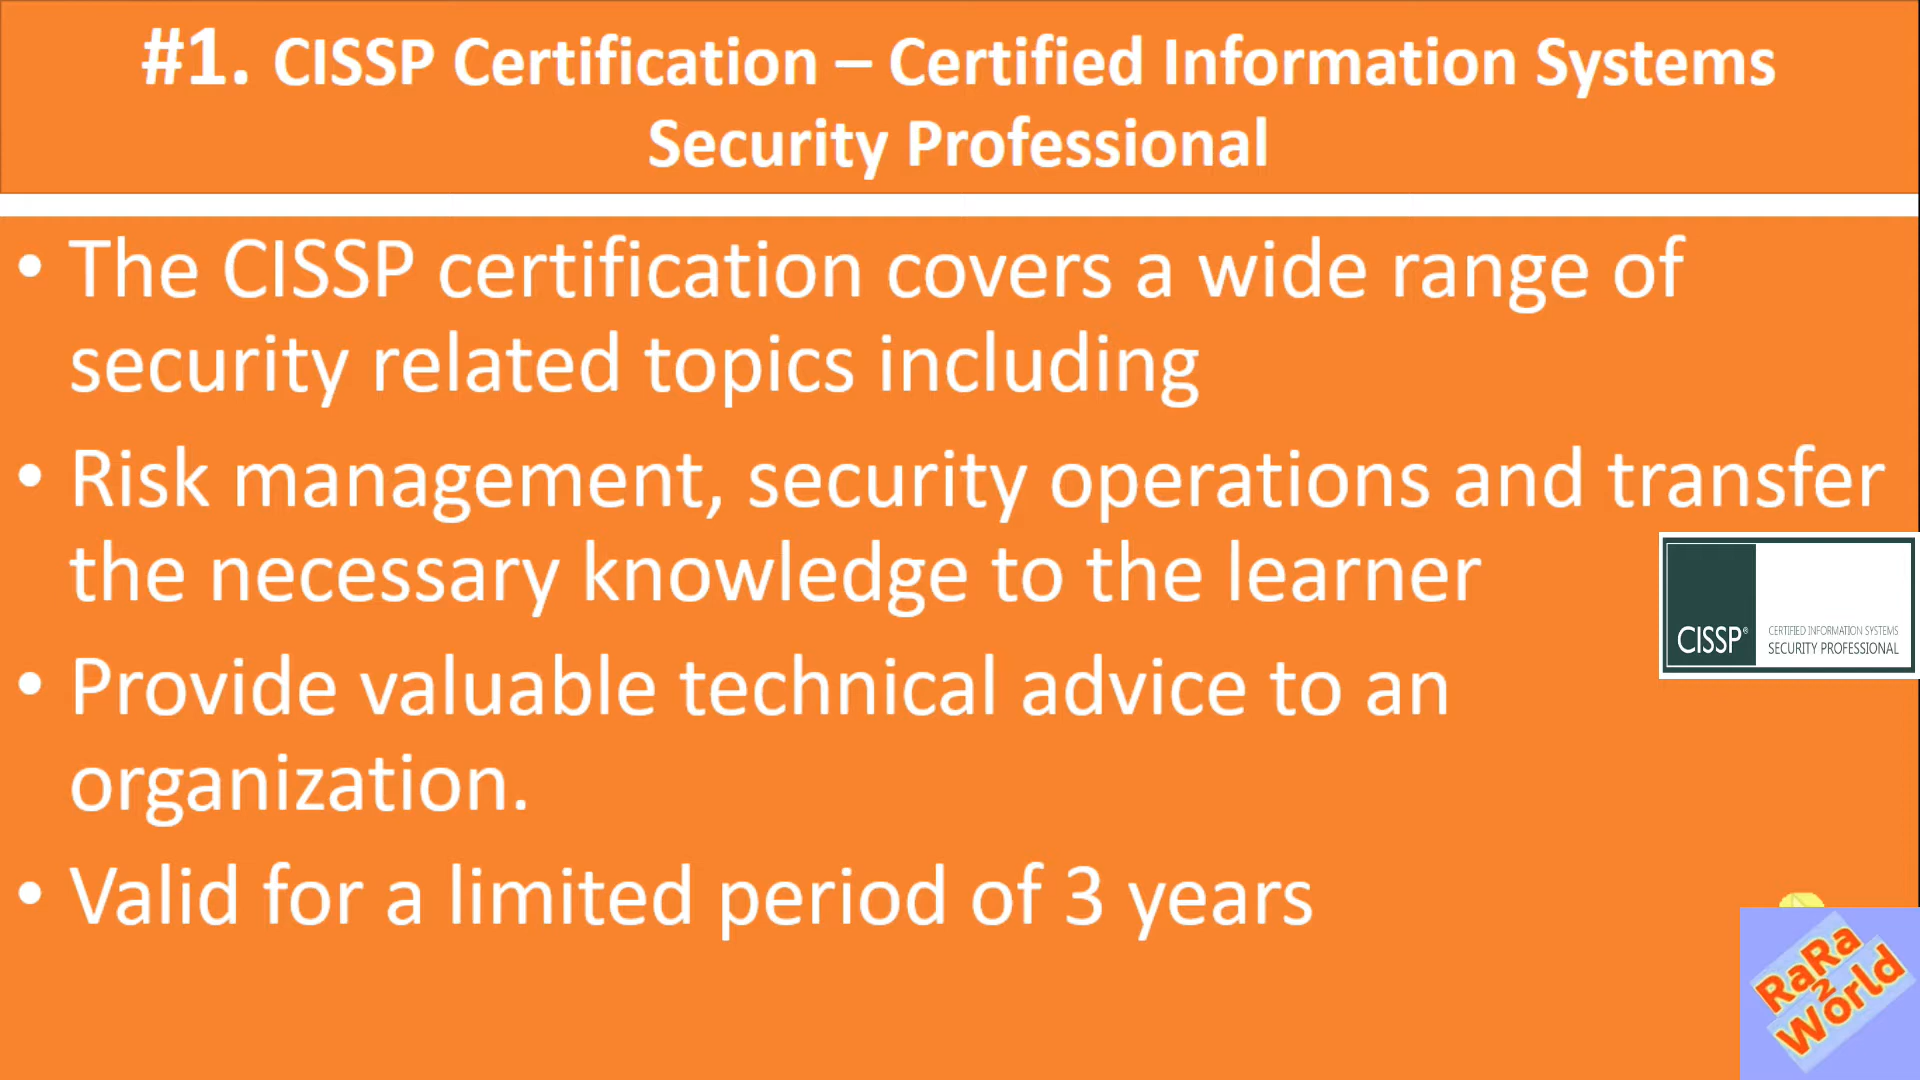 #1. CISSP Certification – Certified Information Systems
Security Professional
• The CISSP certification covers a wide range of
security related topics including
• Risk management, security operations and transfer
the necessary knowledge to the learner
CISSP®
CERTIFIED INFORMATION SYSTEMS
SECURITY PROFESSIONAL
• Provide valuable technical advice to an
organization.
• Valid for a limited period of 3 years
RaRa
2
World